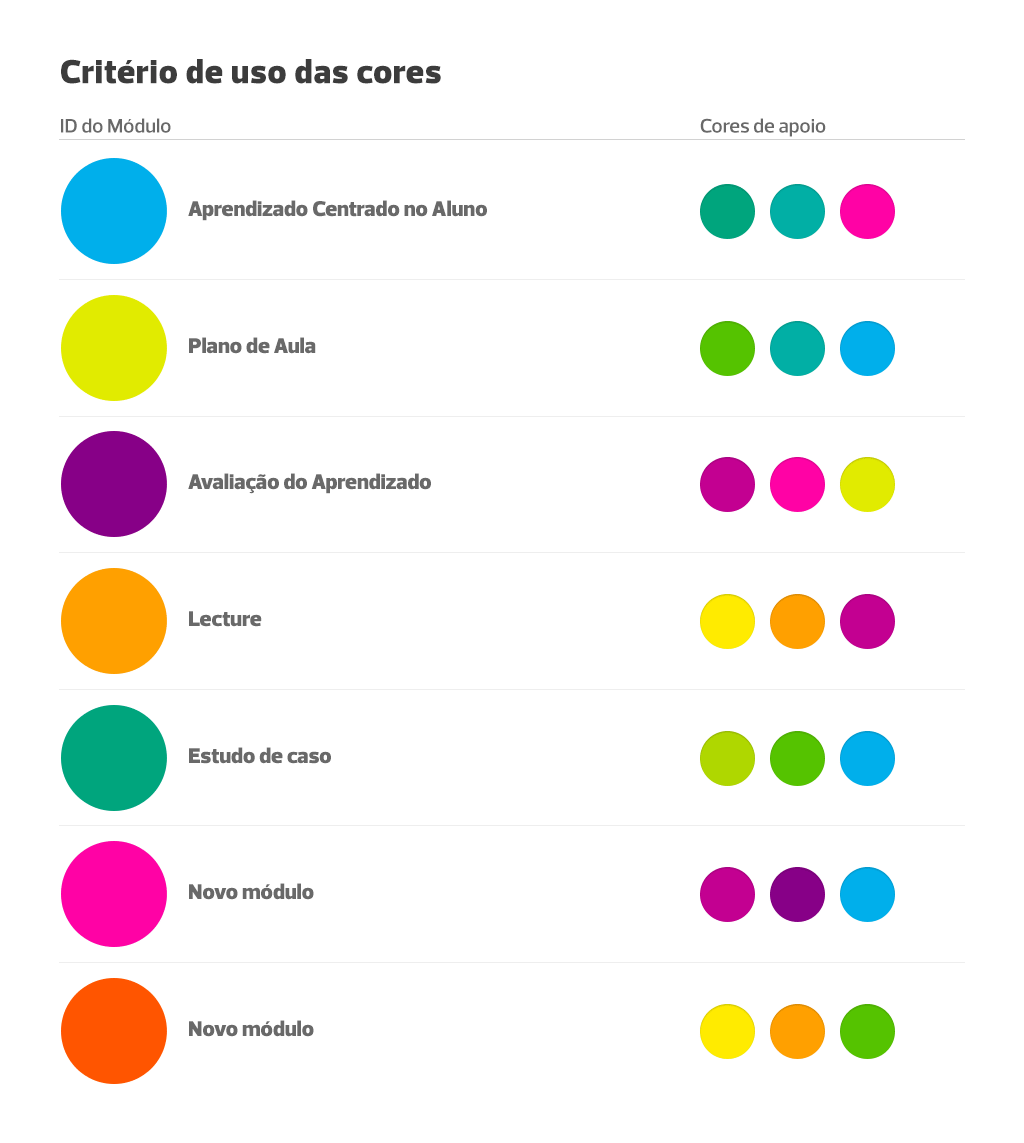 Critério de uso das cores
ID do Módulo
Cores de apoio
Aprendizado Centrado no Aluno
Plano de Aula
Avaliação do Aprendizado
Lecture
Estudo de caso
Novo módulo
Novo módulo